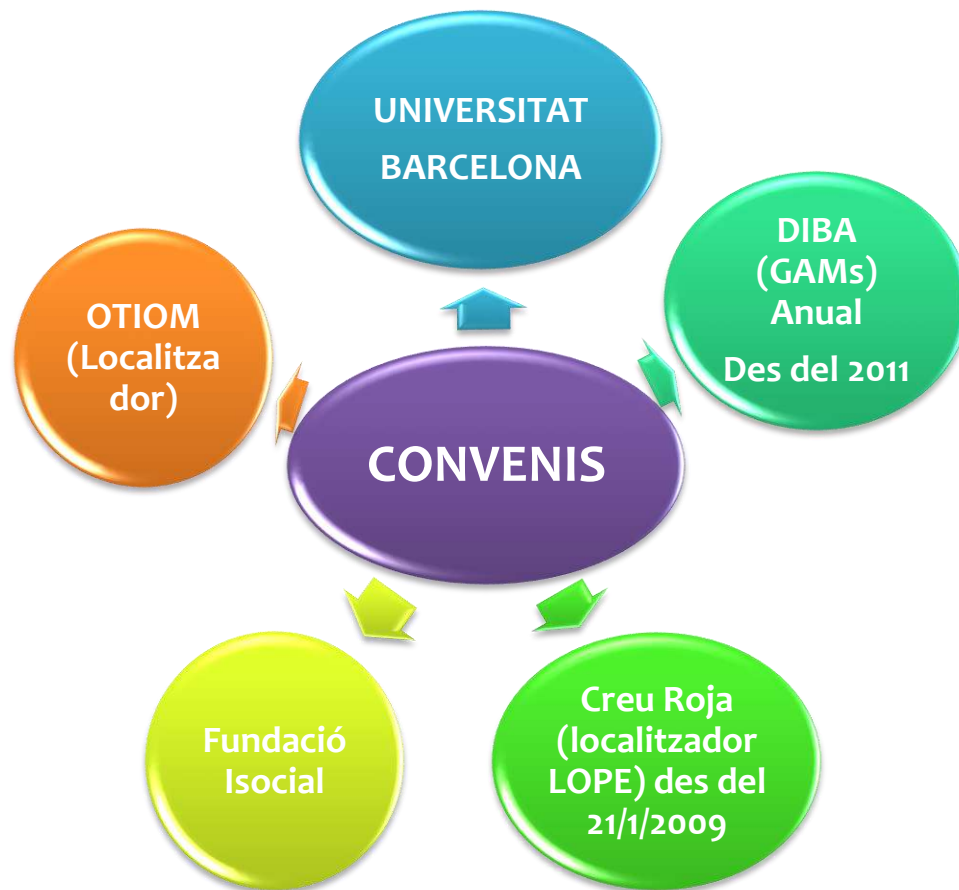 UNIVERSITAT
BARCELONA
DIBA
(GAMs)
Anual
Des del 2011
OTIOM
(Localitza
dor)
CONVENIS
Fundació
Isocial
Creu Roja
(localitzador
LOPE) des del
21/1/2009